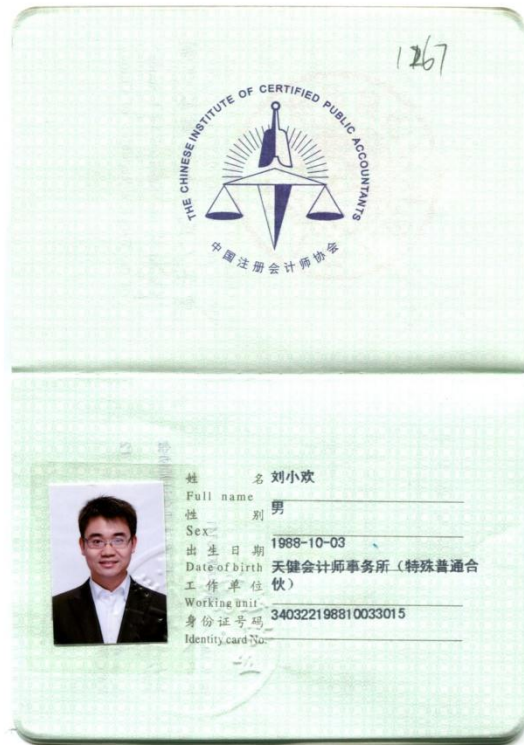 1267
THE CHINESE INSTITUTE OF CERTIFIED PUBLIC ACCOUNTANTS
中国注册会计师协会
姓名 刘小欢
Full name
性别 男
Sex
出生日期 1988-10-03
Date of birth
工作单位 天健会计师事务所（特殊普通合
伙）
Working unit
身份证号码 340322198810033015
Identity card No.